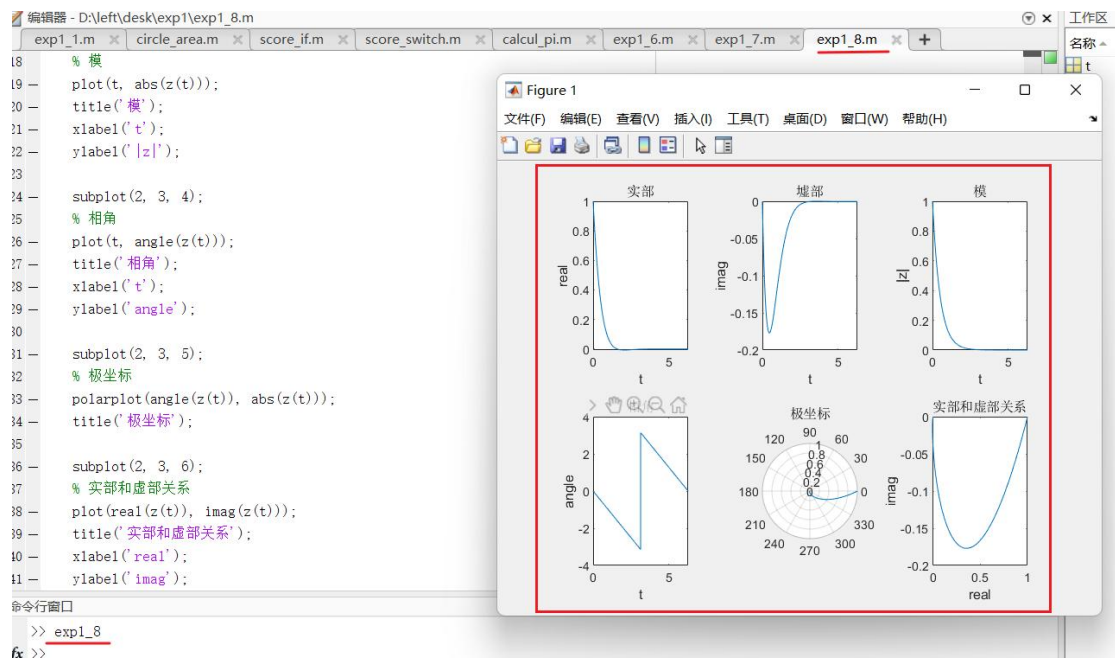 编辑器 - D:\left\desk\exp1\exp1_8.m
工作区
exp1_1.m circle_area.m score_if.m score_switch.m calcul_pi.m exp1_6.m exp1_7.m exp1_8.m +
名称
t
18 % 模
19 — plot(t, abs(z(t)));
20 — title('模');
21 — xlabel('t');
22 — ylabel('|z|');
23
24 — subplot(2, 3, 4);
25 % 相角
26 — plot(t, angle(z(t)));
27 — title('相角');
28 — xlabel('t');
29 — ylabel('angle');
30
31 — subplot(2, 3, 5);
32 % 极坐标
33 — polarplot(angle(z(t)), abs(z(t)));
34 — title('极坐标');
35
36 — subplot(2, 3, 6);
37 % 实部和虚部关系
38 — plot(real(z(t)), imag(z(t)));
39 — title('实部和虚部关系');
40 — xlabel('real');
41 — ylabel('imag');
命令行窗口
>> exp1_8
fx >>
Figure 1
文件(F) 编辑(E) 查看(V) 插入(I) 工具(T) 桌面(D) 窗口(W) 帮助(H)
实部
1
0.8
0.6
0.4
0.2
0
real
0 5
t
墟部
0
-0.05
-0.1
-0.15
-0.2
imag
0 5
t
模
1
0.8
0.6
0.4
0.2
0
|z|
0 5
t
4
2
0
-2
-4
angle
0 5
t
极坐标
90
120 60
150 30
180 0
210 330
240 300
270
1
0.8
0.6
0.4
0.2
0
实部和虚部关系
0
-0.05
-0.1
-0.15
-0.2
imag
0 0.5 1
real